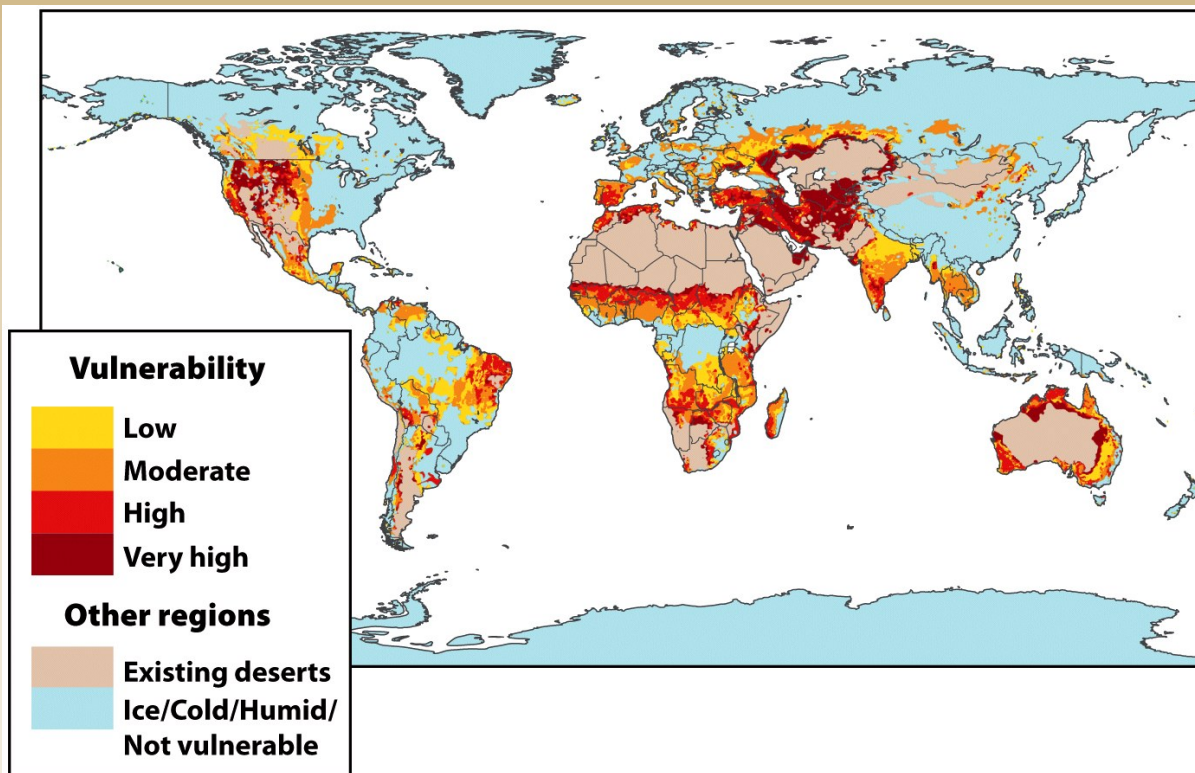 Vulnerability
Low
Moderate
High
Very high
Other regions
Existing deserts
Ice/Cold/Humid/
Not vulnerable